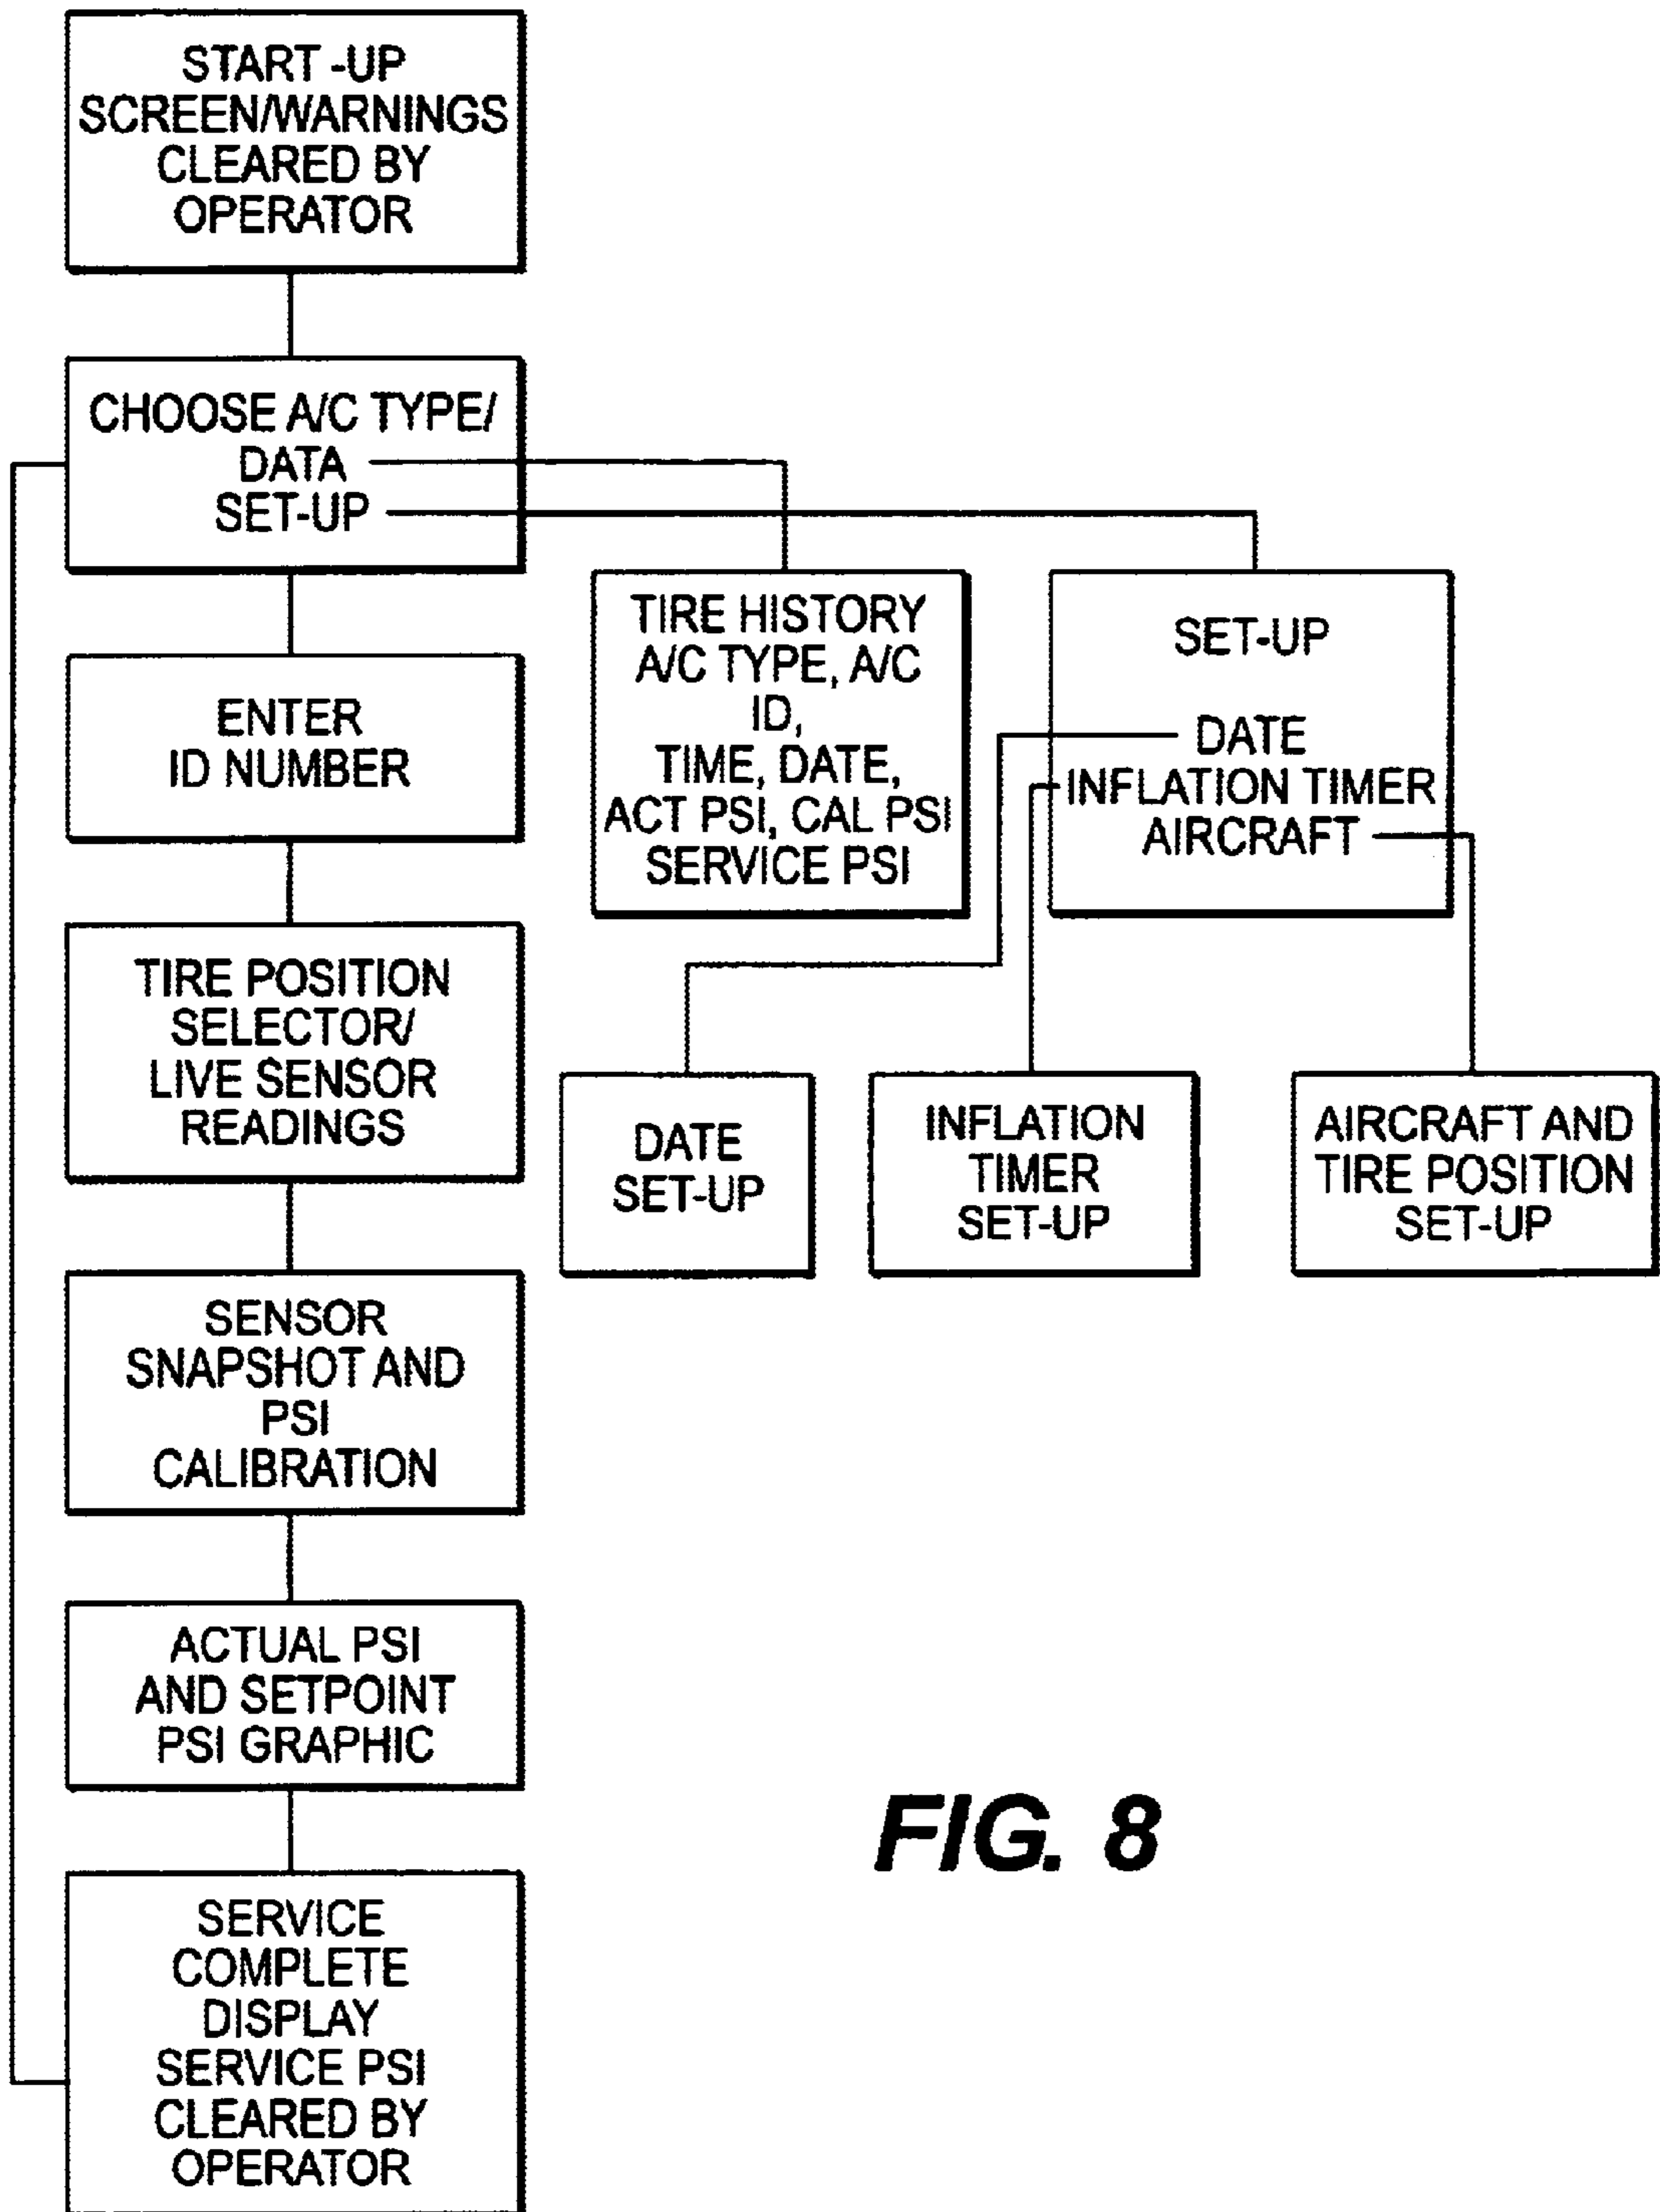 START -UP
SCREEN/WARNINGS
CLEARED BY
OPERATOR
CHOOSE A/C TYPE/
DATA
SET-UP
ENTER
ID NUMBER
TIRE POSITION
SELECTOR/
LIVE SENSOR
READINGS
SENSOR
SNAPSHOT AND
PSI
CALIBRATION
ACTUAL PSI
AND SETPOINT
PSI GRAPHIC
SERVICE
COMPLETE
DISPLAY
SERVICE PSI
CLEARED BY
OPERATOR
TIRE HISTORY
A/C TYPE, A/C
ID,
TIME, DATE,
ACT PSI, CAL PSI
SERVICE PSI
SET-UP
DATE
INFLATION TIMER
AIRCRAFT
DATE
SET-UP
INFLATION
TIMER
SET-UP
AIRCRAFT AND
TIRE POSITION
SET-UP
FIG. 8